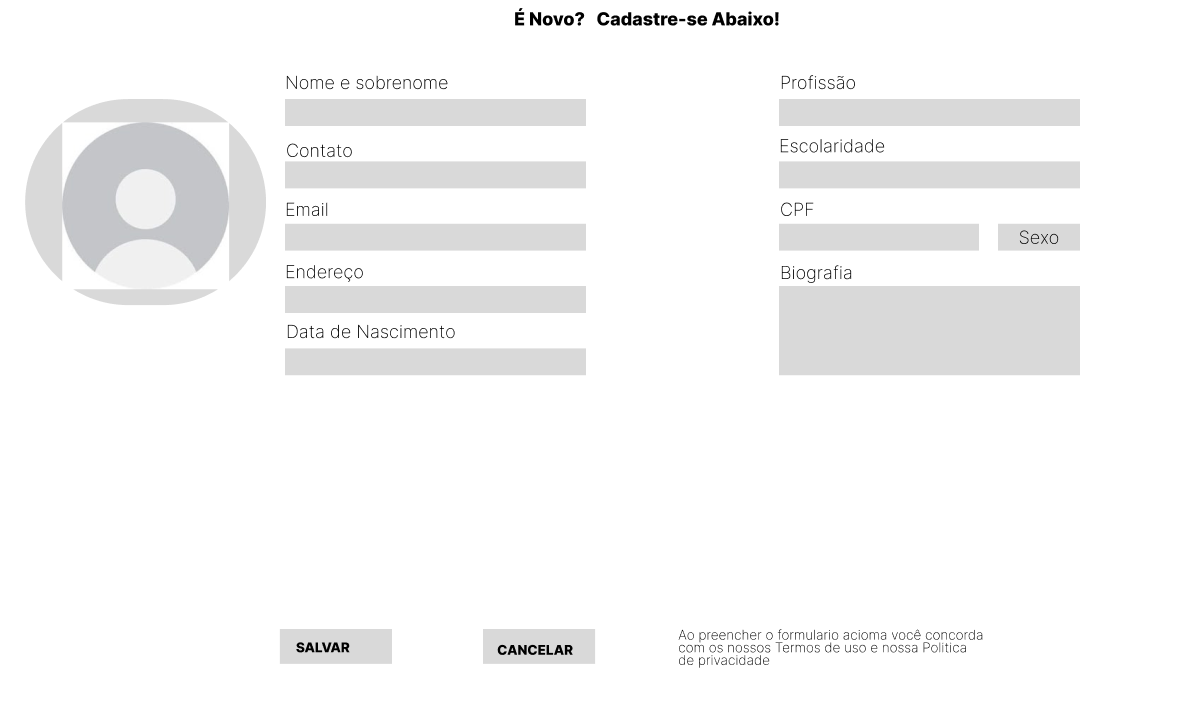 É Novo? Cadastre-se Abaixo!
Nome e sobrenome
Contato
Email
Endereço
Data de Nascimento
Profissão
Escolaridade
CPF
Sexo
Biografia
SALVAR
CANCELAR
Ao preencher o formulario acioma você concorda
com os nossos Termos de uso e nossa Politica
de privacidade